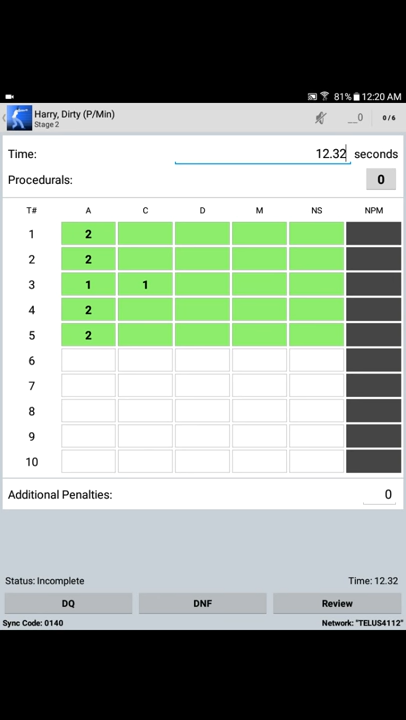 81% 12:20 AM
Harry, Dirty (P/Min)
Stage 2
__0
0/6
Time: 12.32 seconds
Procedurals: 0
T# A C D M NS NPM
1 2
2 2
3 1 1
4 2
5 2
6
7
8
9
10
Additional Penalties: 0
Status: Incomplete Time: 12.32
DQ DNF Review
Sync Code: 0140 Network: "TELUS4112"